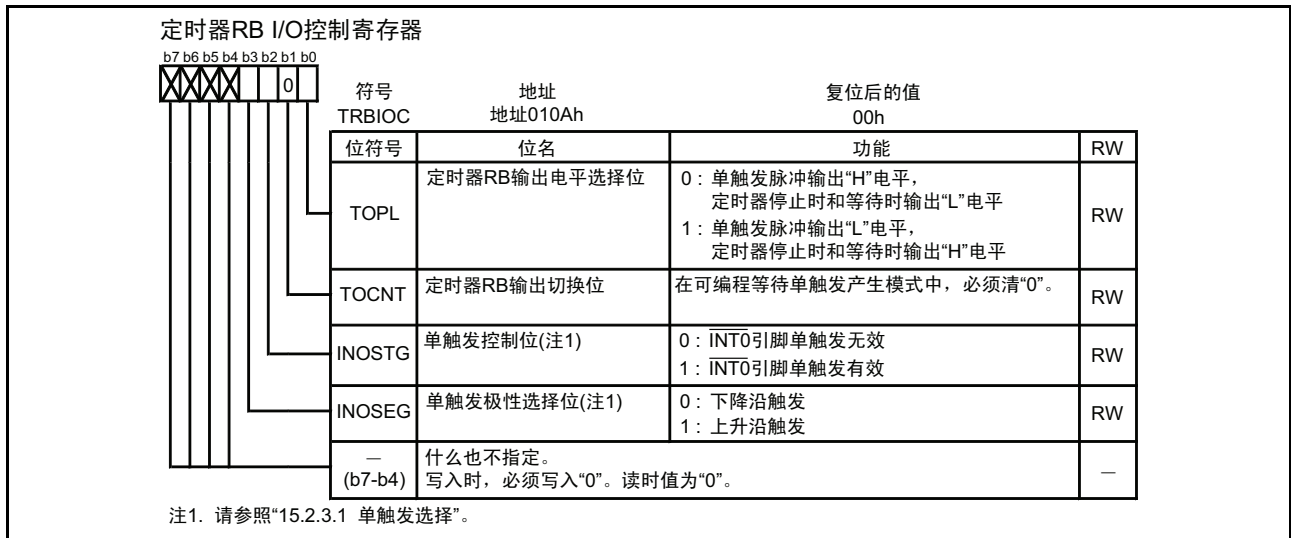 定时器RB I/O控制寄存器
b7 b6 b5 b4 b3 b2 b1 b0
0
符号 地址 复位后的值
TRBIOC 地址010Ah 00h
位符号 位名 功能 RW
TOPL 定时器RB输出电平选择位 0：单触发脉冲输出“H”电平，
定时器停止时和等待时输出“L”电平
1：单触发脉冲输出“L”电平，
定时器停止时和等待时输出“H”电平
RW
TOCNT 定时器RB输出切换位 在可编程等待单触发产生模式中，必须清“0”。 RW
INOSTG 单触发控制位(注1) 0：INT0引脚单触发无效
1：INT0引脚单触发有效
RW
INOSEG 单触发极性选择位(注1) 0：下降沿触发
1：上升沿触发
RW
—
(b7-b4)
什么也不指定。
写入时，必须写入“0”。读时值为“0”。
—
注1. 请参照“15.2.3.1 单触发选择”。